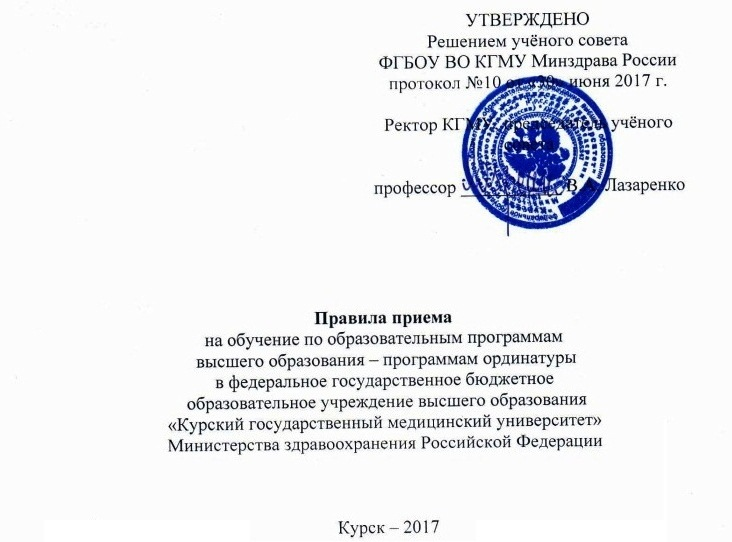 УТВЕРЖДЕНО
Решением учёного совета
ФГБОУ ВО КГМУ Минздрава России
протокол №10 от «30» июня 2017 г.
Ректор КГМУ, председатель учёного
совета,
профессор В.А. Лазаренко
Правила приема
на обучение по образовательным программам
высшего образования – программам ординатуры
в федеральное государственное бюджетное
образовательное учреждение высшего образования
«Курский государственный медицинский университет»
Министерства здравоохранения Российской Федерации
Курск – 2017